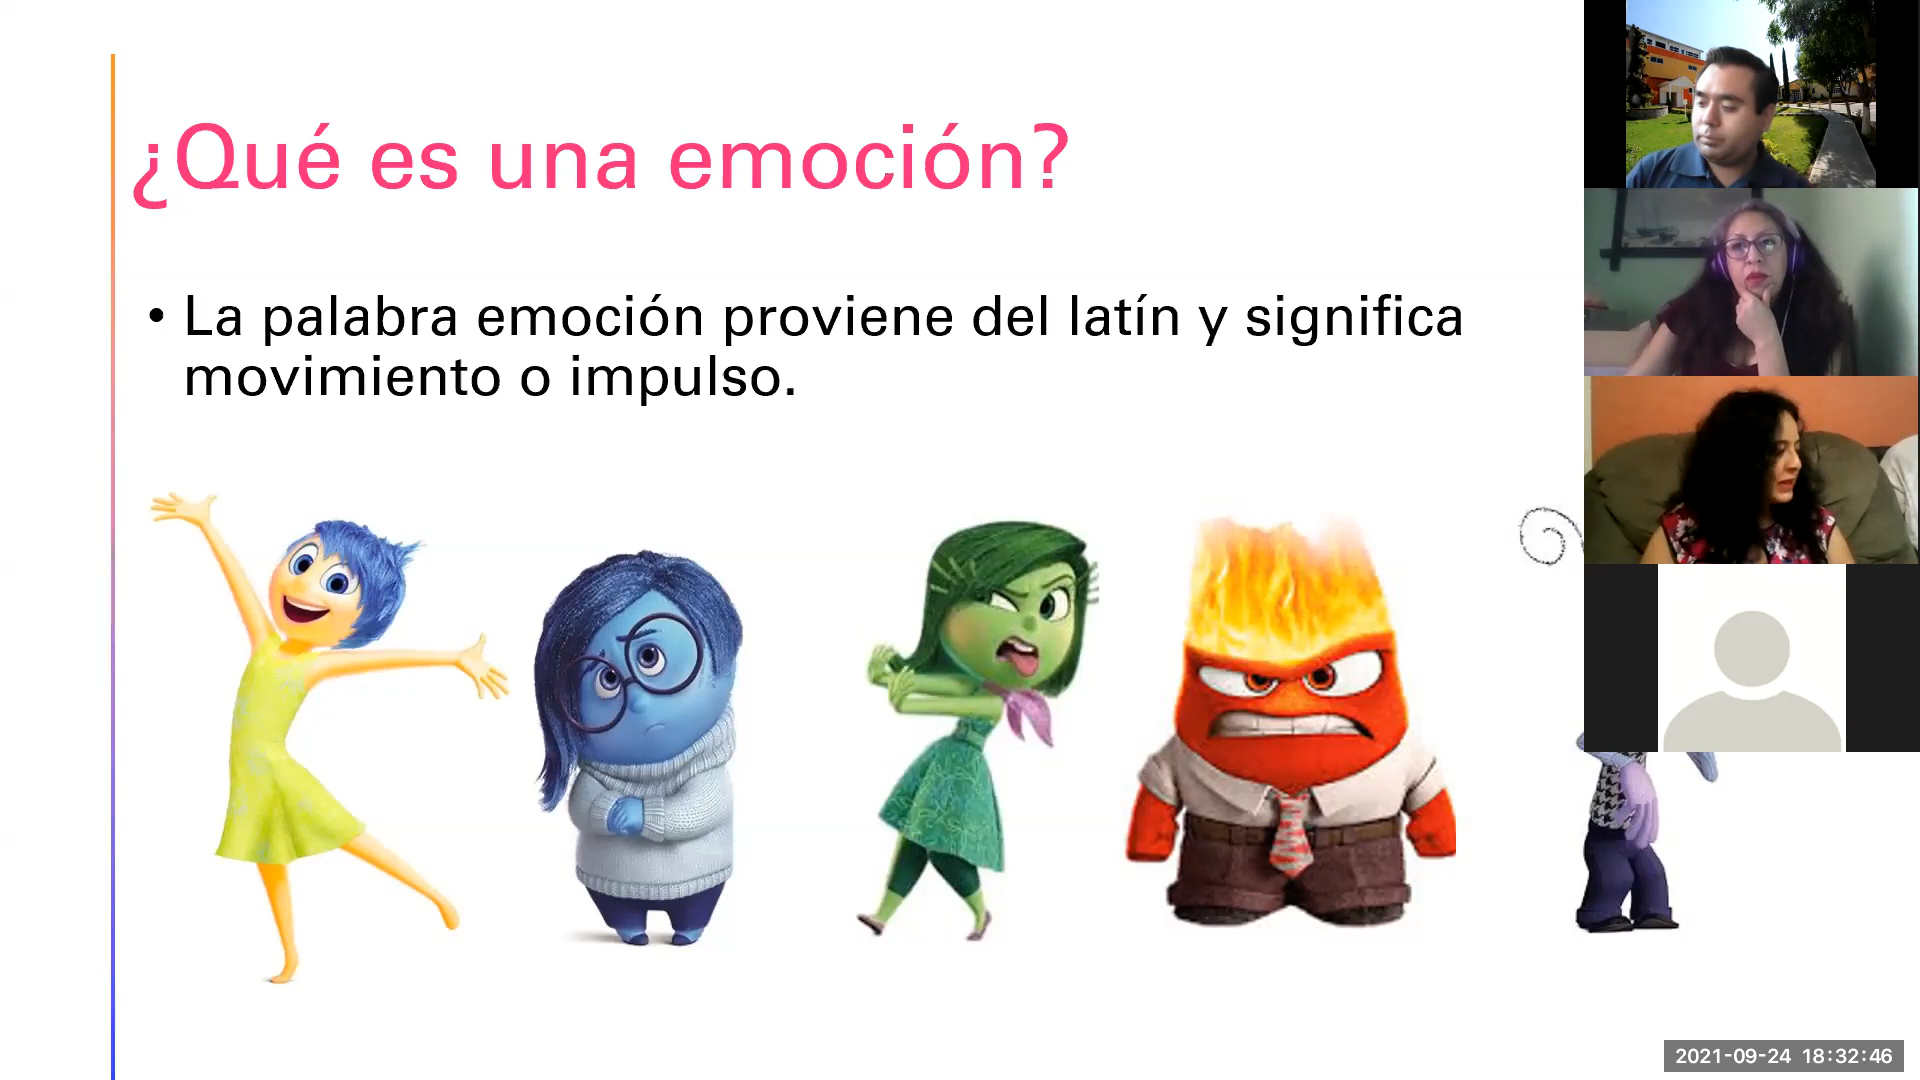 ¿Qué es una emoción?
• La palabra emoción proviene del latín y significa
movimiento o impulso.
2021-09-24 18:32:46